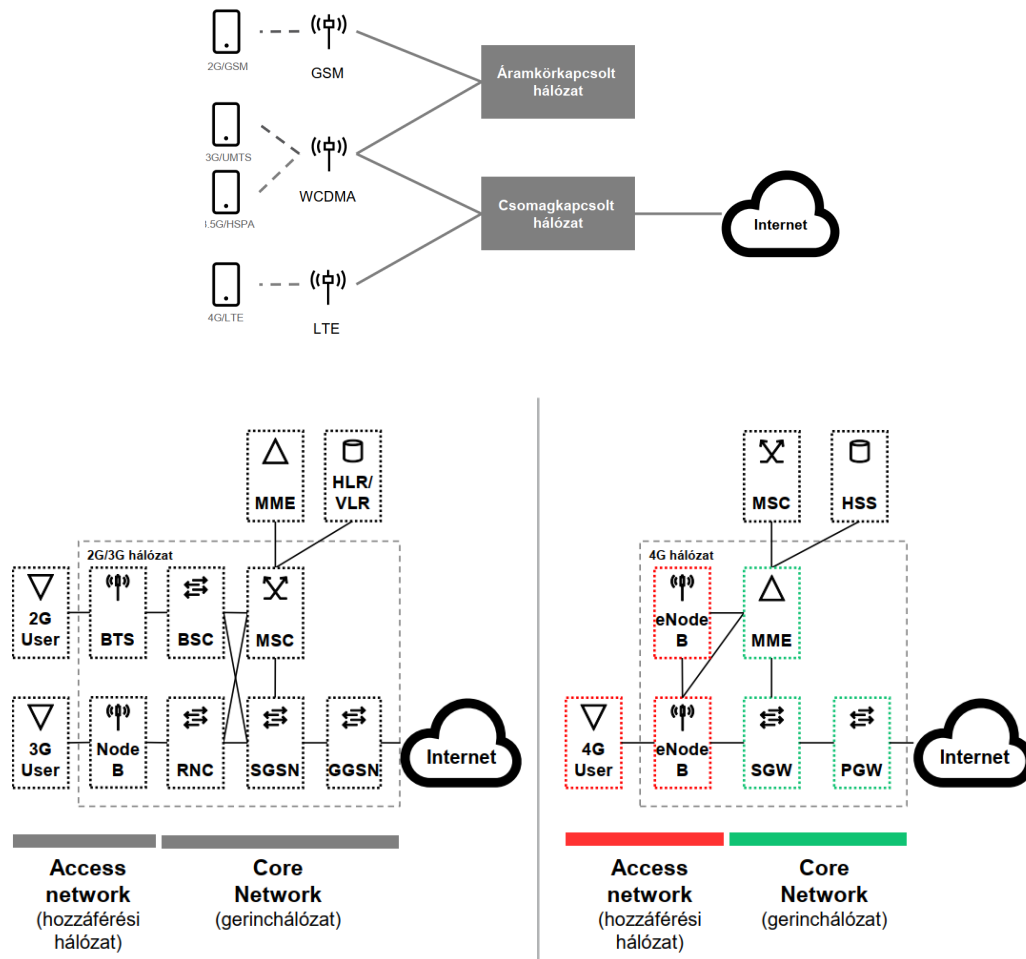 2G/GSM
GSM
Áramkörkapcsolt
hálózat
3G/UMTS
WCDMA
.5G/HSPA
Csomagkapcsolt
hálózat
Internet
4G/LTE
LTE
MME
HLR/
VLR
2G/3G hálózat
2G
User
BTS
BSC
MSC
3G
User
Node
B
RNC
SGSN
GGSN
Internet
Access
network
(hozzáférési
hálózat)
Core
Network
(gerinchálózat)
MSC
HSS
4G hálózat
eNode
B
MME
4G
User
eNode
B
SGW
PGW
Internet
Access
network
(hozzáférési
hálózat)
Core
Network
(gerinchálózat)